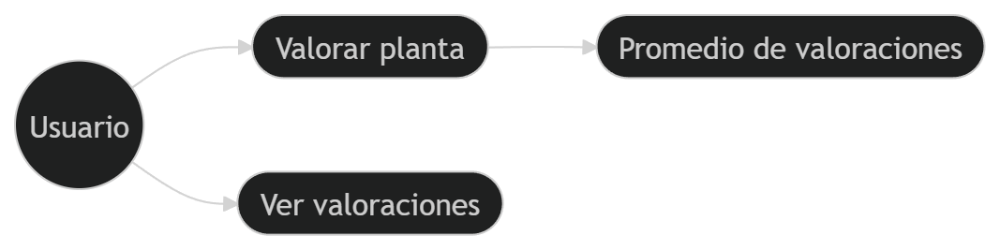 Valorar planta
Promedio de valoraciones
Usuario
Ver valoraciones